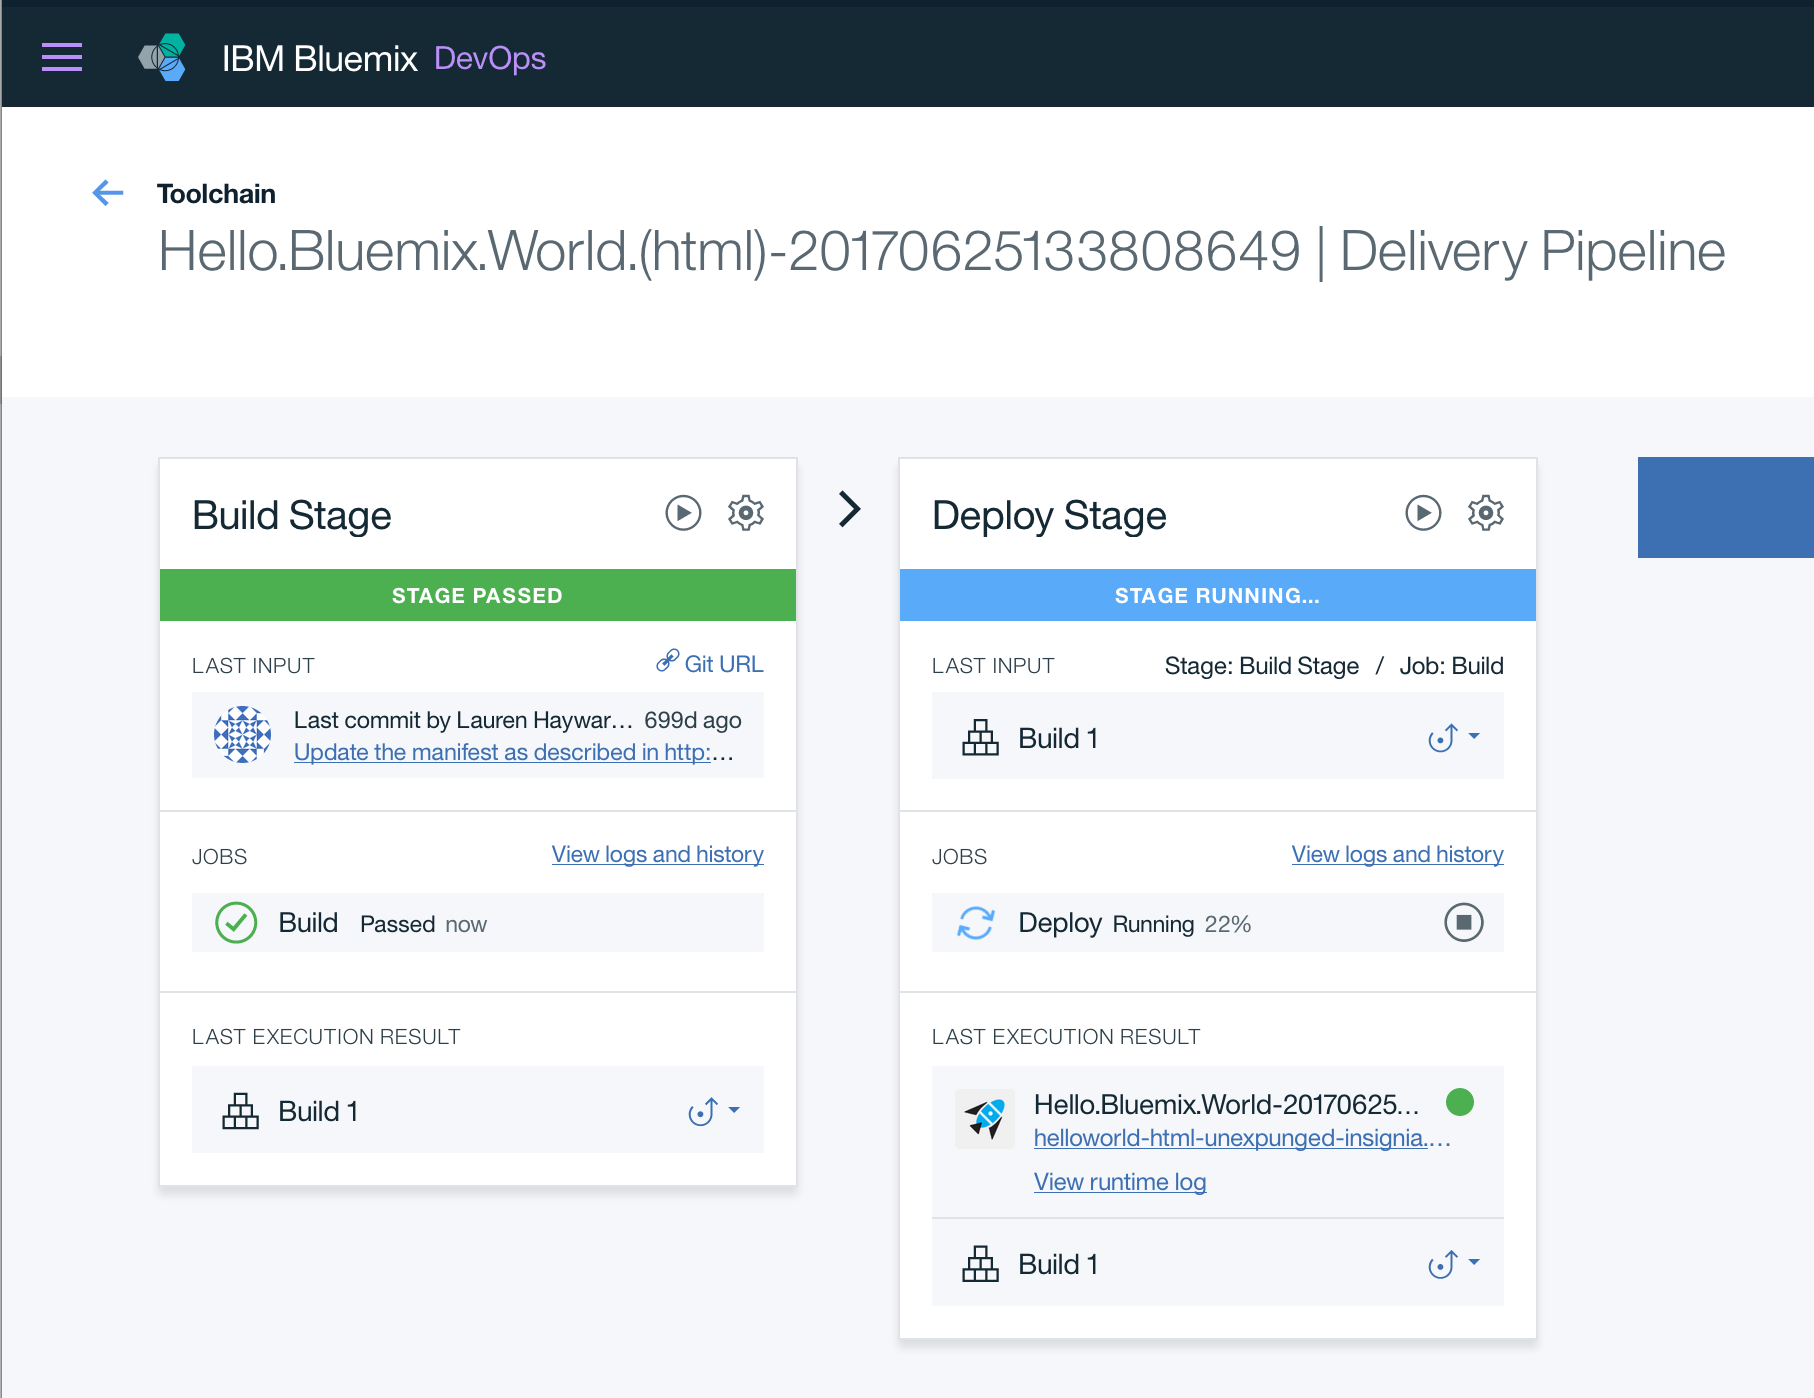 IBM Bluemix DevOps
Toolchain
Hello.Bluemix.World.(html)-20170625133808649 | Delivery Pipeline
Build Stage
STAGE PASSED
LAST INPUT
Git URL
Last commit by Lauren Haywar... 699d ago
Update the manifest as described in http:...
JOBS
View logs and history
Build Passed now
LAST EXECUTION RESULT
Build 1
Deploy Stage
STAGE RUNNING...
LAST INPUT
Stage: Build Stage / Job: Build
Build 1
JOBS
View logs and history
Deploy Running 22%
LAST EXECUTION RESULT
Hello.Bluemix.World-20170625...
helloworld-html-unexpunged-insignia....
View runtime log
Build 1